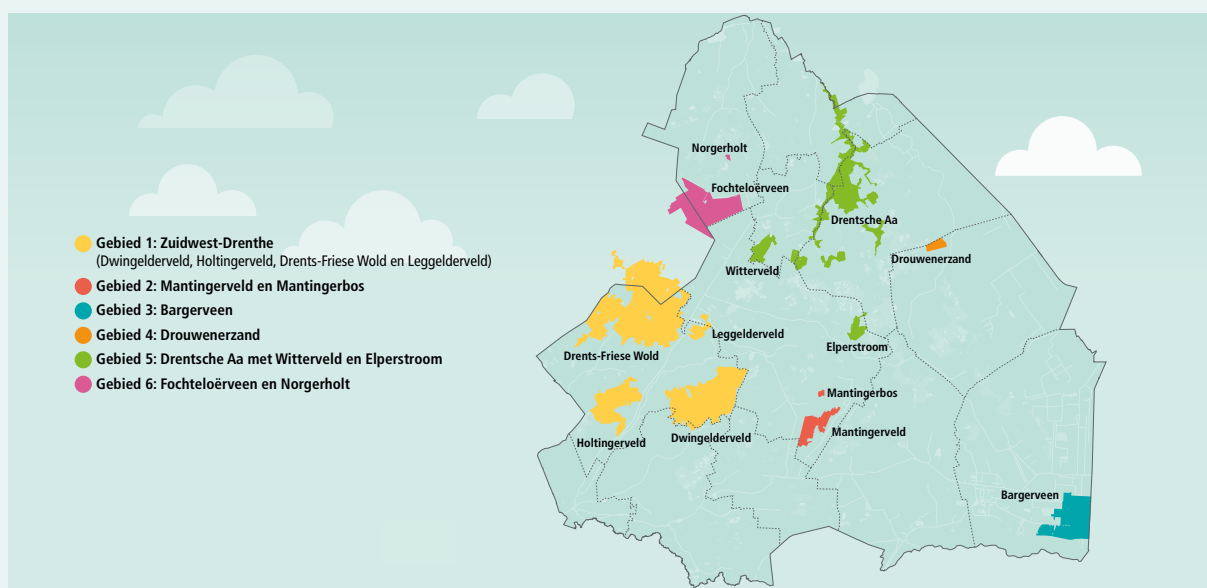 Gebied 1: Zuidwest-Drenthe
(Dwingelderveld, Holtingerveld, Drents-Friese Wold en Leggelderveld)
Gebied 2: Mantingerveld en Mantingerbos
Gebied 3: Bargerveen
Gebied 4: Drouwenerzand
Gebied 5: Drentsche Aa met Witterveld en Elperstroom
Gebied 6: Fochteloërveen en Norgerholt
Norgerholt
Fochteloërveen
Drentsche Aa
Witterveld
Drouwenerzand
Leggelderveld
Elperstroom
Drents-Friese Wold
Mantingerbos
Mantingerveld
Holtingerveld
Dwingelderveld
Bargerveen